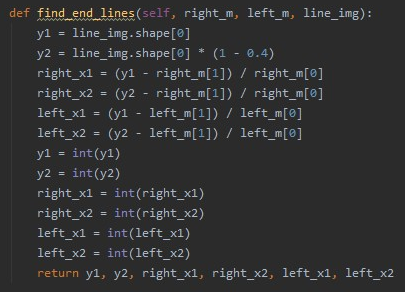 def find_end_lines(self, right_m, left_m, line_img):
y1 = line_img.shape[0]
y2 = line_img.shape[0] * (1 - 0.4)
right_x1 = (y1 - right_m[1]) / right_m[0]
right_x2 = (y2 - right_m[1]) / right_m[0]
left_x1 = (y1 - left_m[1]) / left_m[0]
left_x2 = (y2 - left_m[1]) / left_m[0]
y1 = int(y1)
y2 = int(y2)
right_x1 = int(right_x1)
right_x2 = int(right_x2)
left_x1 = int(left_x1)
left_x2 = int(left_x2)
return y1, y2, right_x1, right_x2, left_x1, left_x2